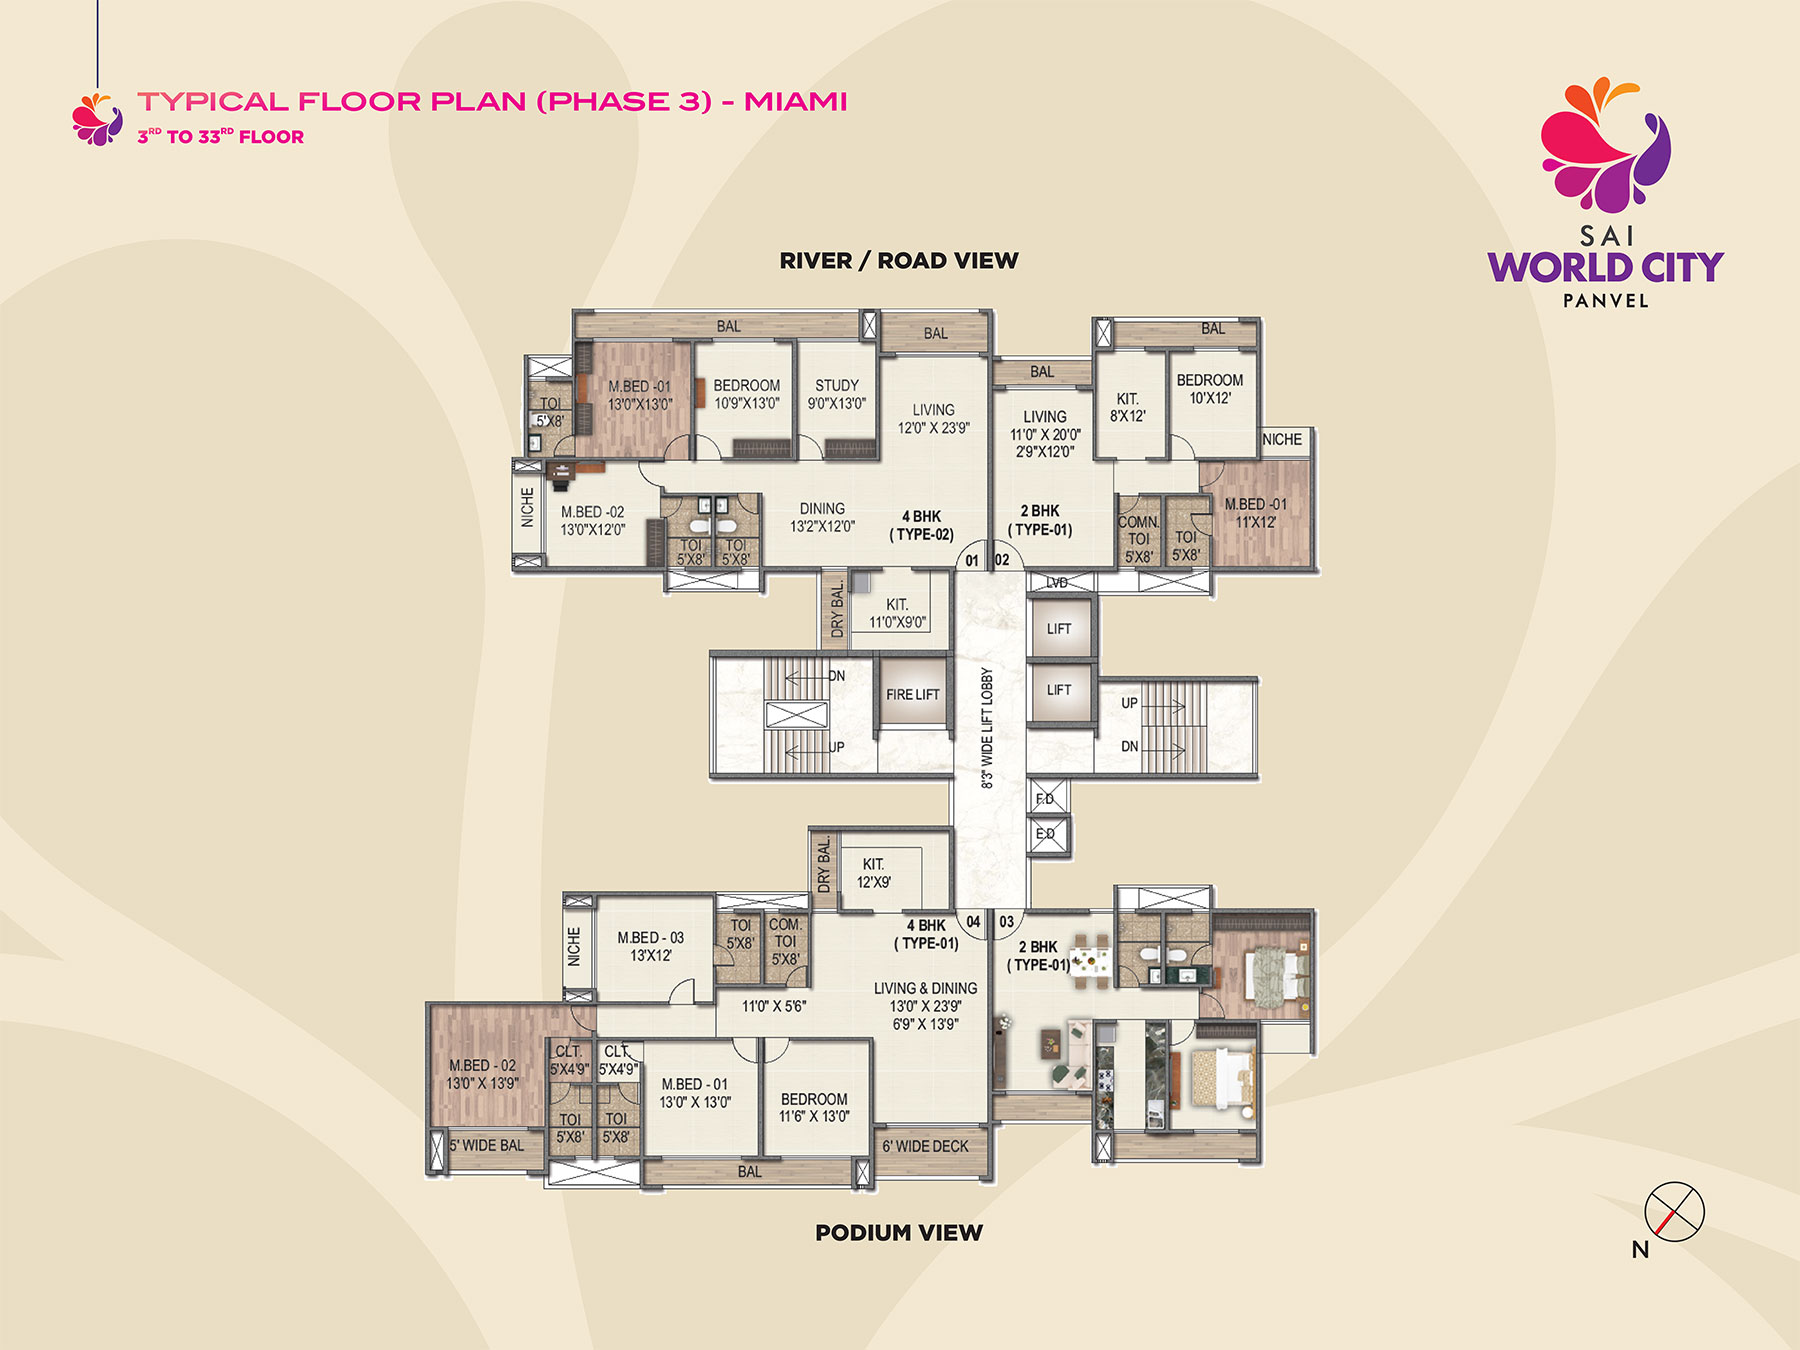 TYPICAL FLOOR PLAN (PHASE 3) - MIAMI
3RD TO 33RD FLOOR
SAI
WORLD CITY
PANVEL
RIVER / ROAD VIEW
BAL
BAL
M.BED -01
13'0"X13'0"
BEDROOM
10'9"X13'0"
STUDY
9'0"X13'0"
LIVING
12'0" X 23'9"
TOI
5'X8'
NICHE
M.BED -02
13'0"X12'0"
TOI
5'X8'
TOI
5'X8'
DINING
13'2"X12'0"
4 BHK
( TYPE-02)
01
DRY BAL.
KIT.
11'0"X9'0"
BAL
BAL
LIVING
11'0" X 20'0"
2'9"X12'0"
KIT.
8'X12'
BEDROOM
10'X12'
NICHE
M.BED -01
11'X12'
2 BHK
( TYPE-01)
02
COMN.
TOI
5'X8'
TOI
5'X8'
LVD
LIFT
LIFT
FIRE LIFT
DN
UP
UP
DN
8'3" WIDE LIFT LOBBY
F.D
E.D
DRY BAL.
KIT.
12'X9'
NICHE
M.BED - 03
13'X12'
TOI
5'X8'
COM.
TOI
5'X8'
4 BHK
( TYPE-01)
04
03
2 BHK
( TYPE-01)
11'0" X 5'6"
LIVING & DINING
13'0" X 23'9"
6'9" X 13'9"
M.BED - 02
13'0" X 13'9"
CLT.
5'X4'9"
CLT.
5'X4'9"
M.BED - 01
13'0" X 13'0"
BEDROOM
11'6" X 13'0"
TOI
5'X8'
TOI
5'X8'
5' WIDE BAL
BAL
6' WIDE DECK
PODIUM VIEW
N